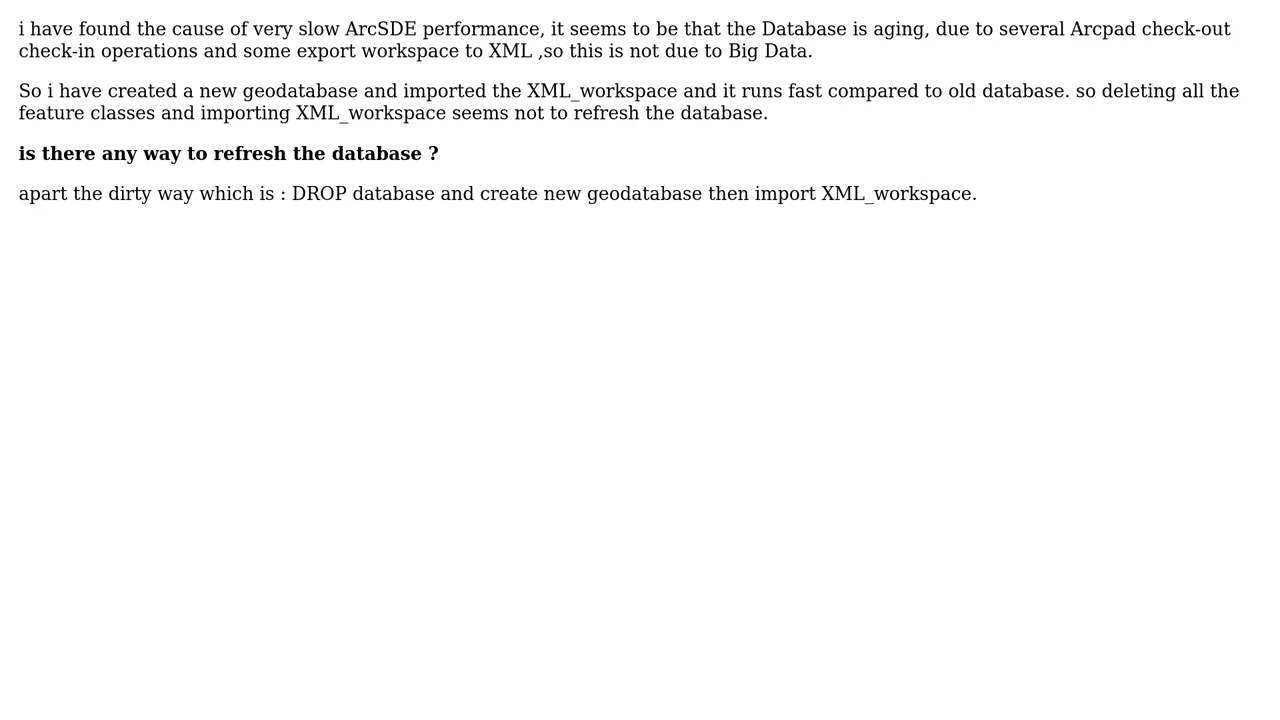 i have found the cause of very slow ArcSDE performance, it seems to be that the Database is aging, due to several Arcpad check-out
check-in operations and some export workspace to XML ,so this is not due to Big Data.
So i have created a new geodatabase and imported the XML_workspace and it runs fast compared to old database. so deleting all the
feature classes and importing XML_workspace seems not to refresh the database.
is there any way to refresh the database ?
apart the dirty way which is : DROP database and create new geodatabase then import XML_workspace.